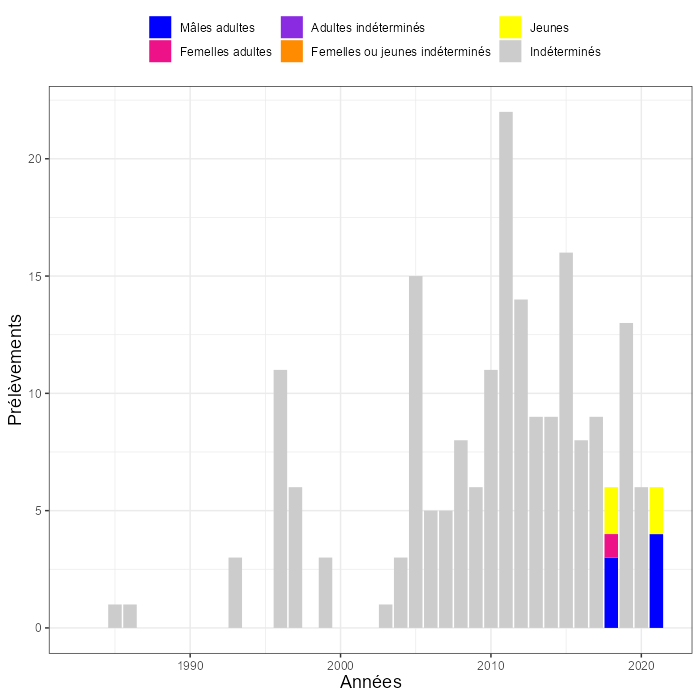 Mâles adultes Adultes indéterminés Jeunes
Femelles adultes Femelles ou jeunes indéterminés Indéterminés
20
15
10
5
0
Prélèvements
1990 2000 2010 2020
Années